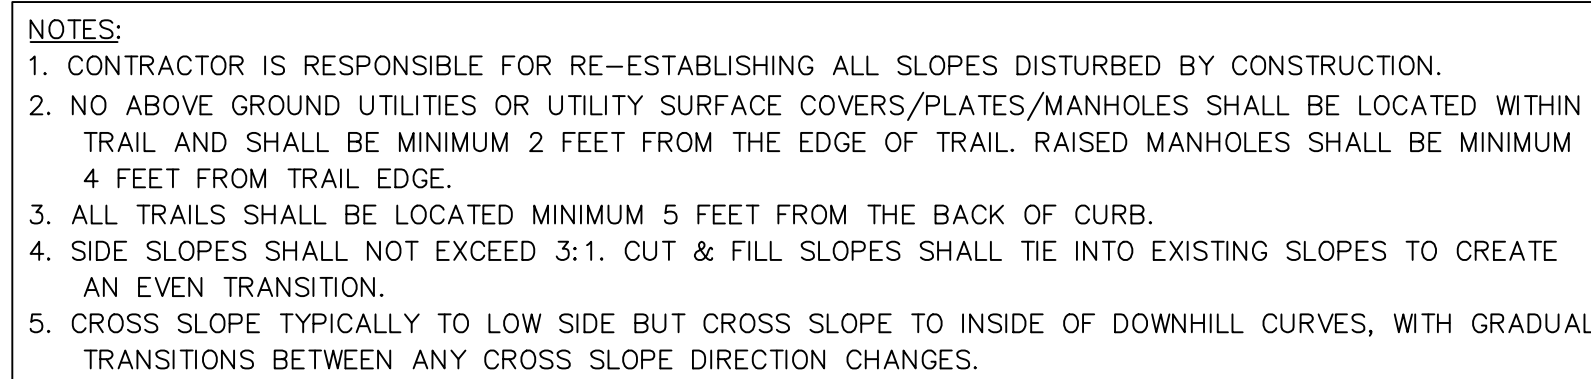 NOTES:
1. CONTRACTOR IS RESPONSIBLE FOR RE-ESTABLISHING ALL SLOPES DISTURBED BY CONSTRUCTION.
2. NO ABOVE GROUND UTILITIES OR UTILITY SURFACE COVERS/PLATES/MANHOLES SHALL BE LOCATED WITHIN
TRAIL AND SHALL BE MINIMUM 2 FEET FROM THE EDGE OF TRAIL. RAISED MANHOLES SHALL BE MINIMUM
4 FEET FROM TRAIL EDGE.
3. ALL TRAILS SHALL BE LOCATED MINIMUM 5 FEET FROM THE BACK OF CURB.
4. SIDE SLOPES SHALL NOT EXCEED 3:1. CUT & FILL SLOPES SHALL TIE INTO EXISTING SLOPES TO CREATE
AN EVEN TRANSITION.
5. CROSS SLOPE TYPICALLY TO LOW SIDE BUT CROSS SLOPE TO INSIDE OF DOWNHILL CURVES, WITH GRADUAL
TRANSITIONS BETWEEN ANY CROSS SLOPE DIRECTION CHANGES.